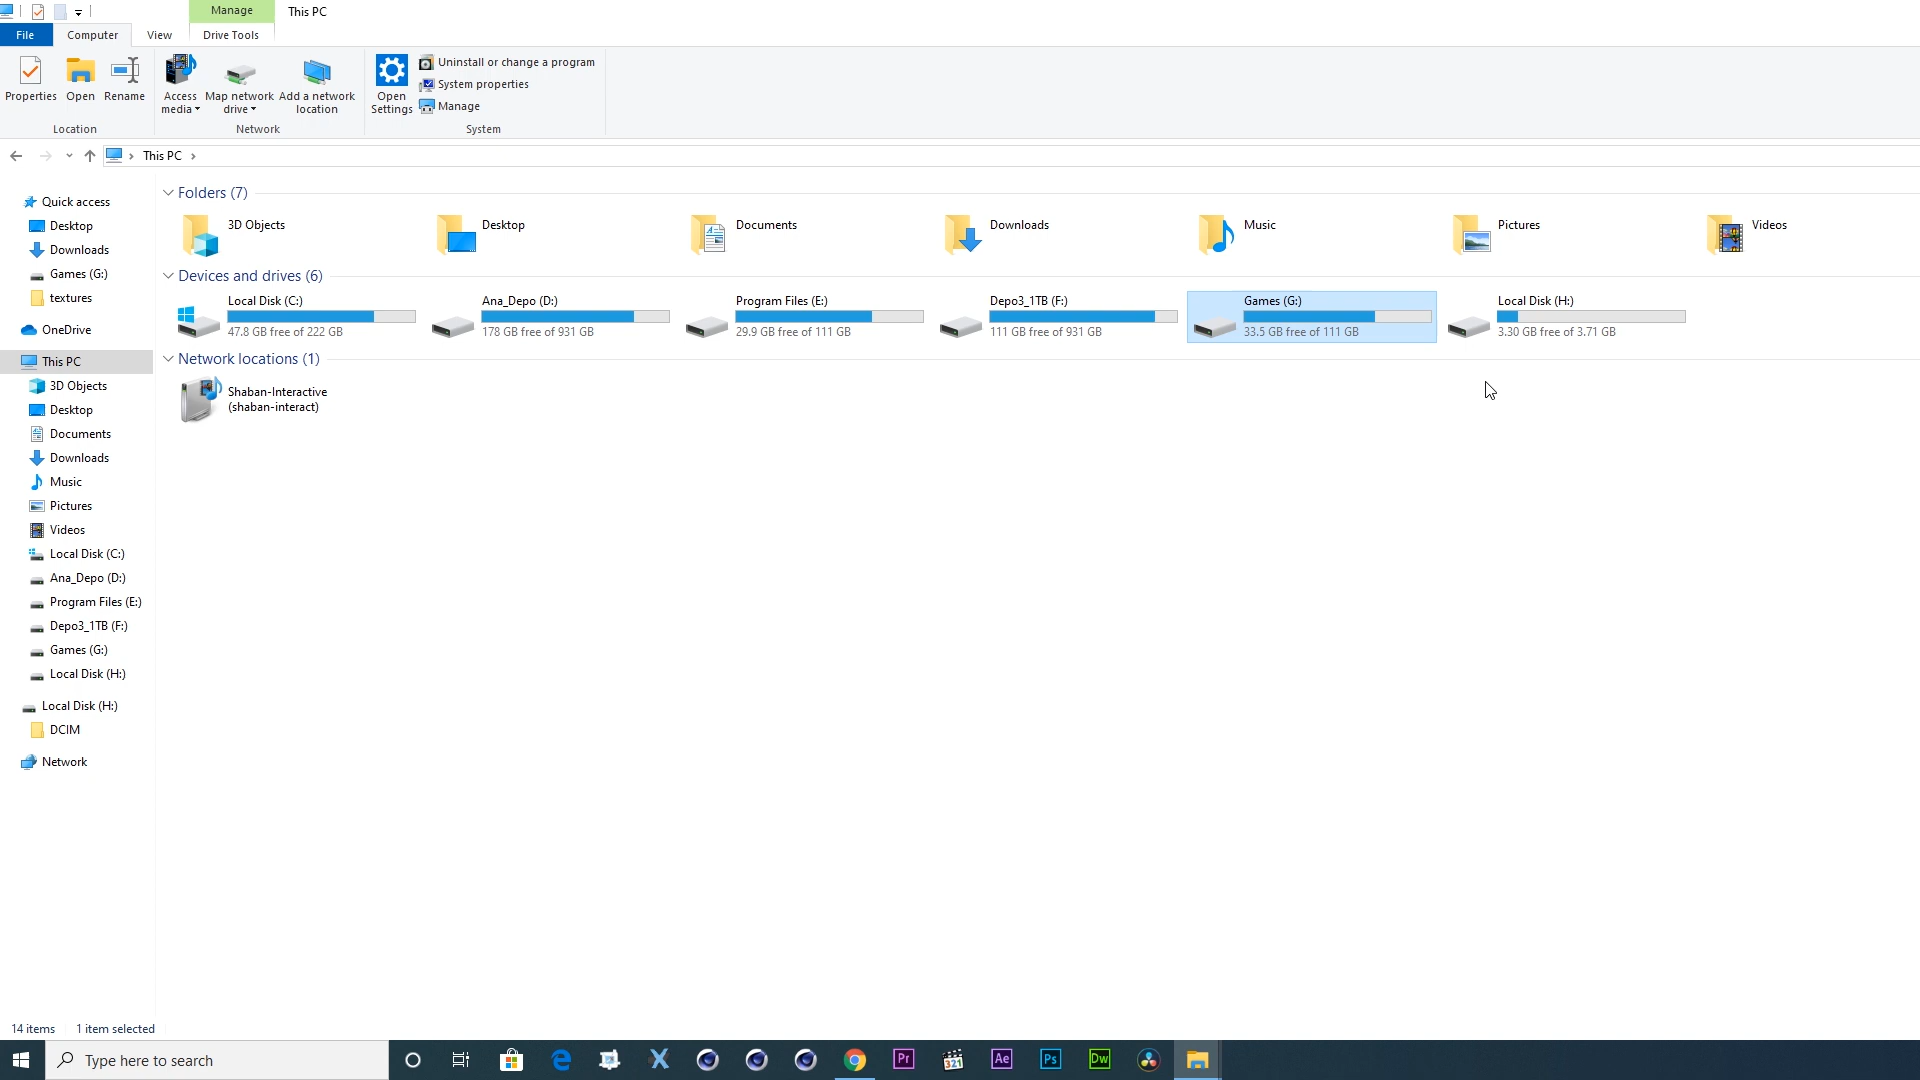 Manage
This PC
File
Computer
View
Drive Tools
Properties
Open
Rename
Access media
Map network drive
Add a network location
Open Settings
Uninstall or change a program
System properties
Manage
Location
Network
System
This PC
Quick access
Desktop
Downloads
Games (G:)
textures
OneDrive
This PC
3D Objects
Desktop
Documents
Downloads
Music
Pictures
Videos
Local Disk (C:)
Ana_Depo (D:)
Program Files (E:)
Depo3_1TB (F:)
Games (G:)
Local Disk (H:)
Local Disk (H:)
DCIM
Network
Folders (7)
3D Objects
Desktop
Documents
Downloads
Music
Pictures
Videos
Devices and drives (6)
Local Disk (C:)
47.8 GB free of 222 GB
Ana_Depo (D:)
178 GB free of 931 GB
Program Files (E:)
29.9 GB free of 111 GB
Depo3_1TB (F:)
111 GB free of 931 GB
Games (G:)
33.5 GB free of 111 GB
Local Disk (H:)
3.30 GB free of 3.71 GB
Network locations (1)
Shaban-Interactive
(shaban-interact)
14 items
1 item selected
Type here to search
Pr
321
Ae
Ps
Dw